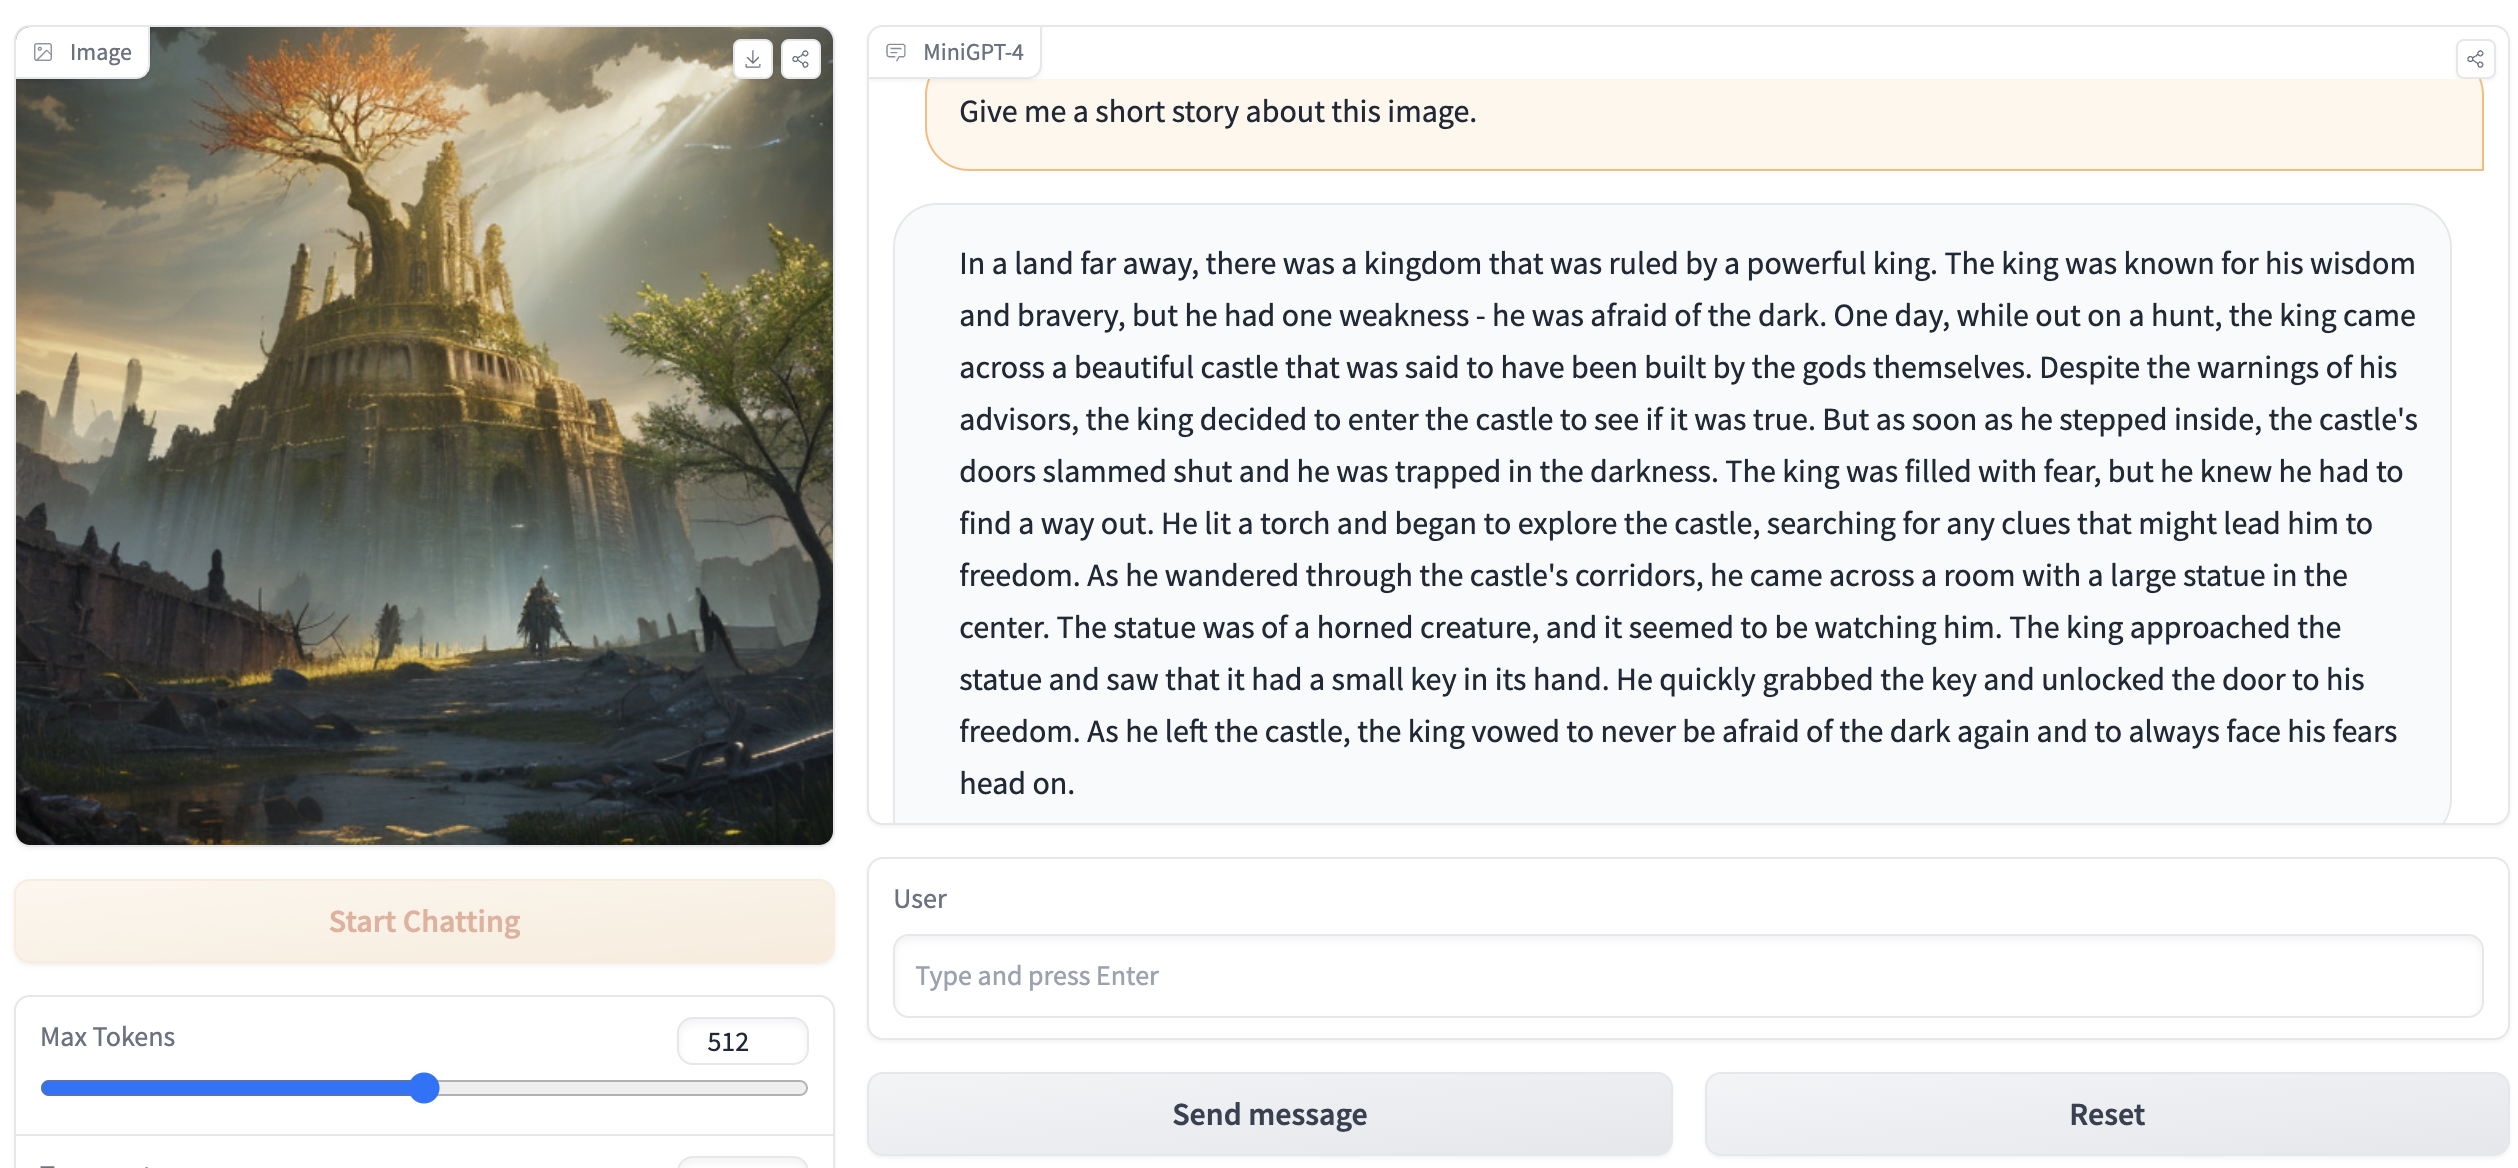 Image
MiniGPT-4
Give me a short story about this image.
In a land far away, there was a kingdom that was ruled by a powerful king. The king was known for his wisdom
and bravery, but he had one weakness - he was afraid of the dark. One day, while out on a hunt, the king came
across a beautiful castle that was said to have been built by the gods themselves. Despite the warnings of his
advisors, the king decided to enter the castle to see if it was true. But as soon as he stepped inside, the castle's
doors slammed shut and he was trapped in the darkness. The king was filled with fear, but he knew he had to
find a way out. He lit a torch and began to explore the castle, searching for any clues that might lead him to
freedom. As he wandered through the castle's corridors, he came across a room with a large statue in the
center. The statue was of a horned creature, and it seemed to be watching him. The king approached the
statue and saw that it had a small key in its hand. He quickly grabbed the key and unlocked the door to his
freedom. As he left the castle, the king vowed to never be afraid of the dark again and to always face his fears
head on.
Start Chatting
Max Tokens
512
User
Type and press Enter
Send message
Reset